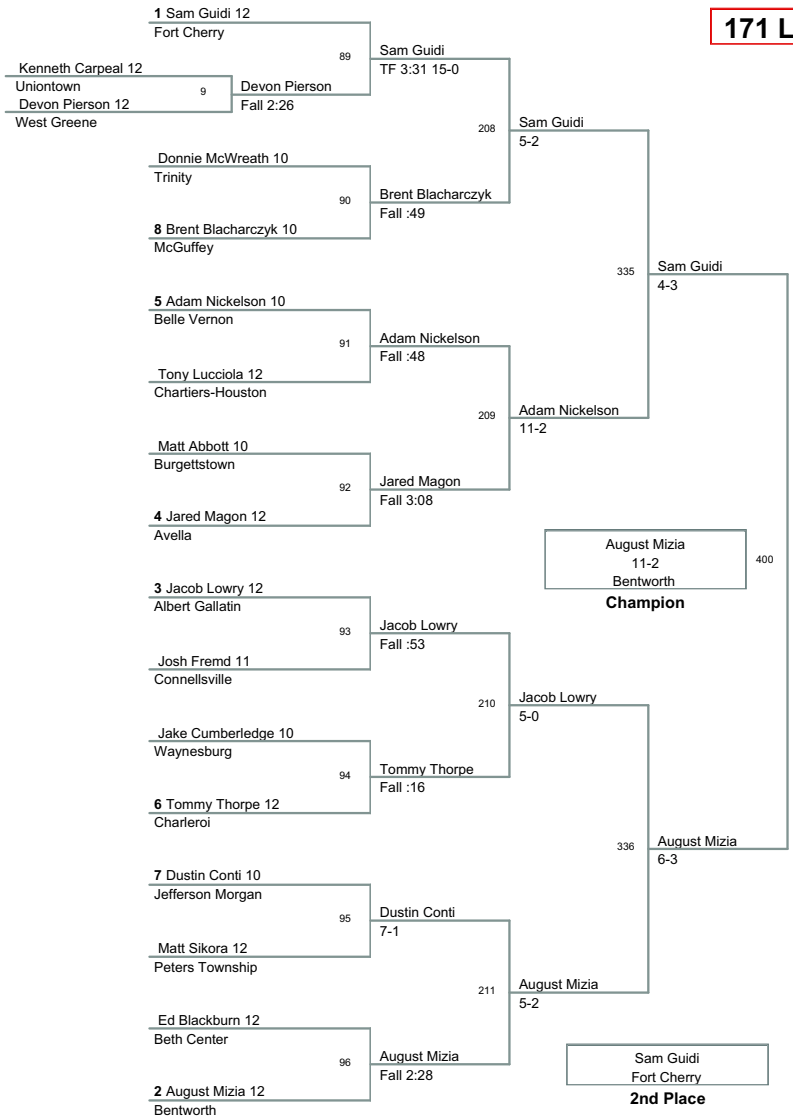 171 L
1 Sam Guidi 12
Fort Cherry
89
Sam Guidi
TF 3:31 15-0
Kenneth Carpeal 12
Uniontown
9
Devon Pierson
Fall 2:26
Devon Pierson 12
West Greene
208
Sam Guidi
5-2
Donnie McWreath 10
Trinity
90
Brent Blacharczyk
Fall :49
8 Brent Blacharczyk 10
McGuffey
335
Sam Guidi
4-3
5 Adam Nickelson 10
Belle Vernon
91
Adam Nickelson
Fall :48
Tony Lucciola 12
Chartiers-Houston
209
Adam Nickelson
11-2
Matt Abbott 10
Burgettstown
92
Jared Magon
Fall 3:08
4 Jared Magon 12
Avella
August Mizia
11-2
Bentworth
Champion
400
3 Jacob Lowry 12
Albert Gallatin
93
Jacob Lowry
Fall :53
Josh Fremd 11
Connellsville
210
Jacob Lowry
5-0
Jake Cumberledge 10
Waynesburg
94
Tommy Thorpe
Fall :16
6 Tommy Thorpe 12
Charleroi
336
August Mizia
6-3
7 Dustin Conti 10
Jefferson Morgan
95
Dustin Conti
7-1
Matt Sikora 12
Peters Township
211
August Mizia
5-2
Ed Blackburn 12
Beth Center
96
August Mizia
Fall 2:28
2 August Mizia 12
Bentworth
Sam Guidi
Fort Cherry
2nd Place